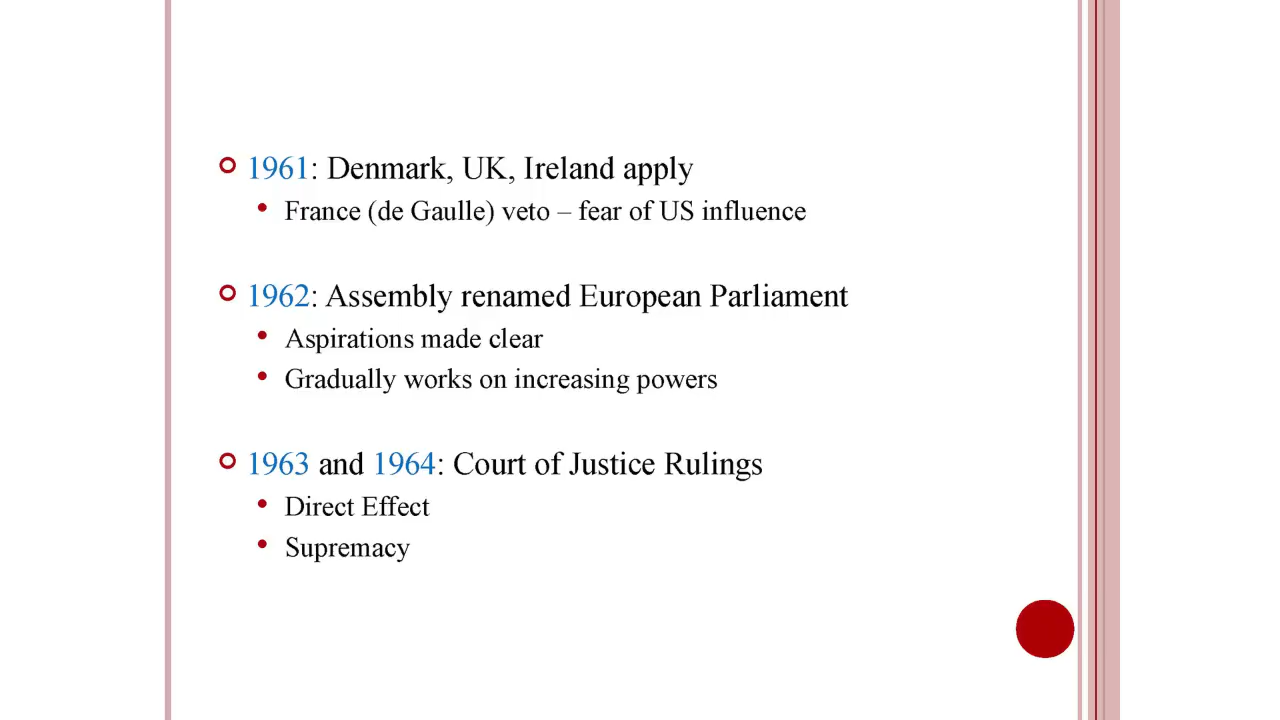 1961: Denmark, UK, Ireland apply
France (de Gaulle) veto – fear of US influence
1962: Assembly renamed European Parliament
Aspirations made clear
Gradually works on increasing powers
1963 and 1964: Court of Justice Rulings
Direct Effect
Supremacy